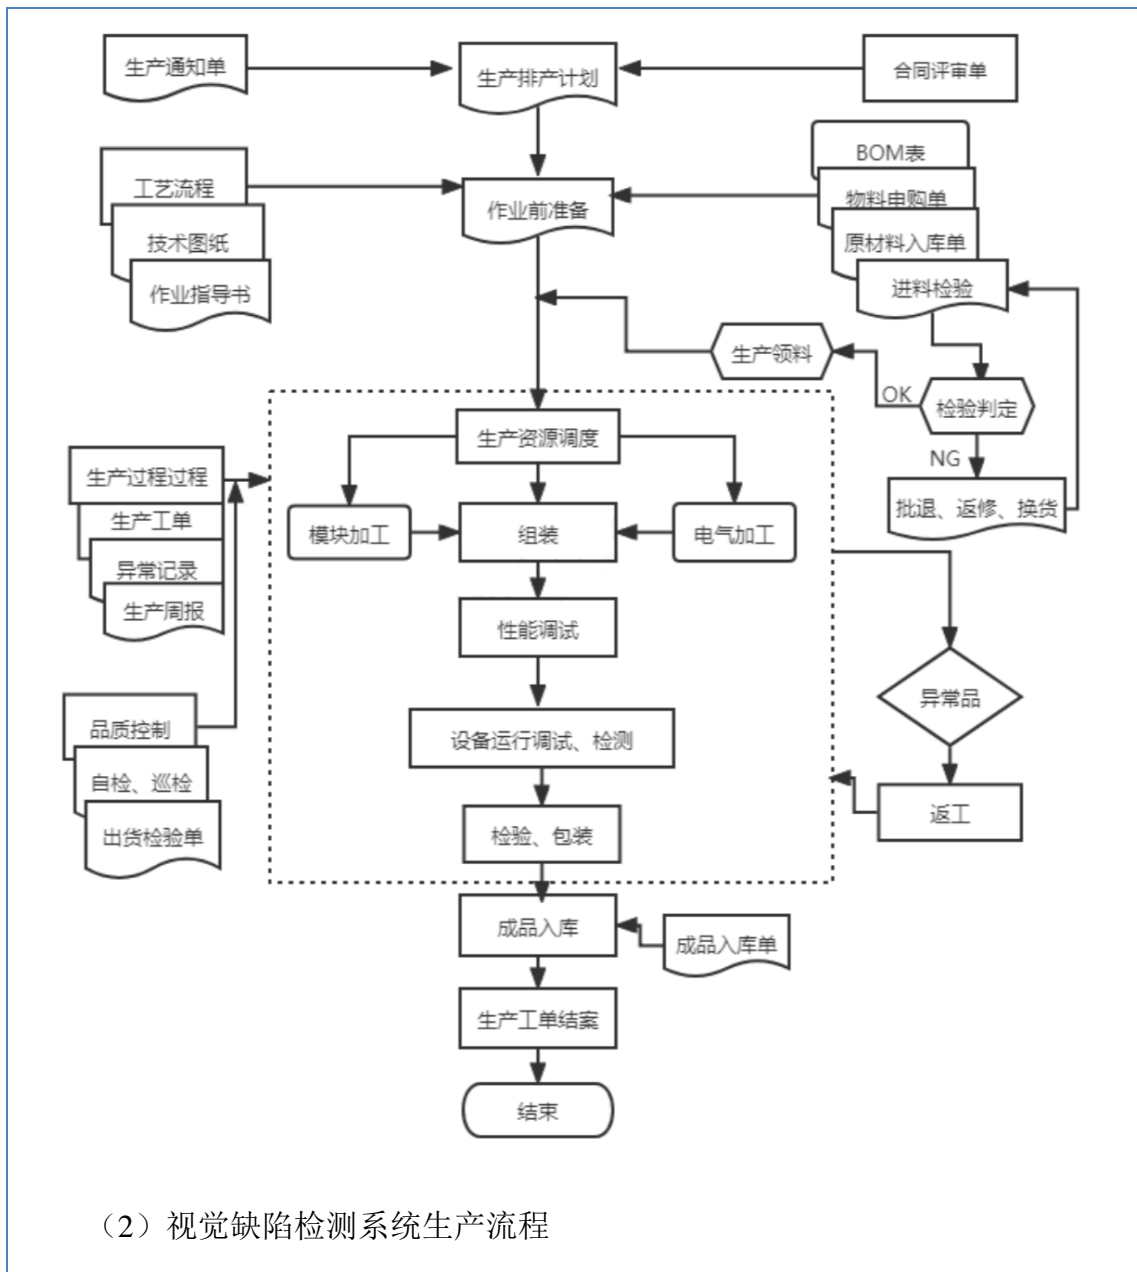 生产通知单
生产排产计划
合同评审单
BOM表
工艺流程
物料申购单
作业前准备
技术图纸
原材料入库单
作业指导书
进料检验
生产领料
OK
检验判定
生产资源调度
NG
生产过程过程
批退、返修、换货
生产工单
模块加工
组装
电气加工
异常记录
生产周报
性能调试
异常品
品质控制
设备运行调试、检测
自检、巡检
返工
出货检验单
检验、包装
成品入库
成品入库单
生产工单结案
结束
（2）视觉缺陷检测系统生产流程